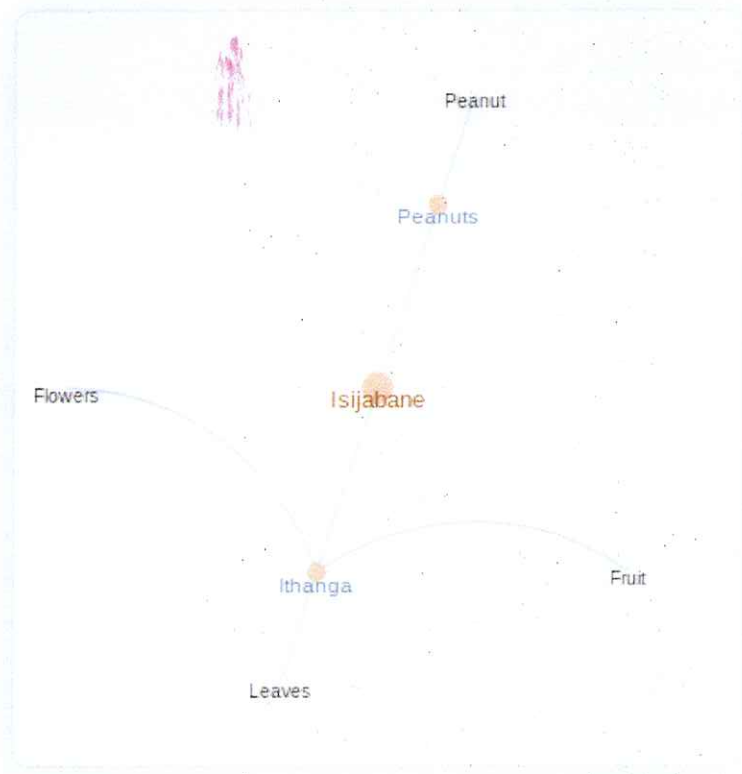 Peanut
Peanuts
Flowers
Isijabane
Fruit
Ithanga
Leaves